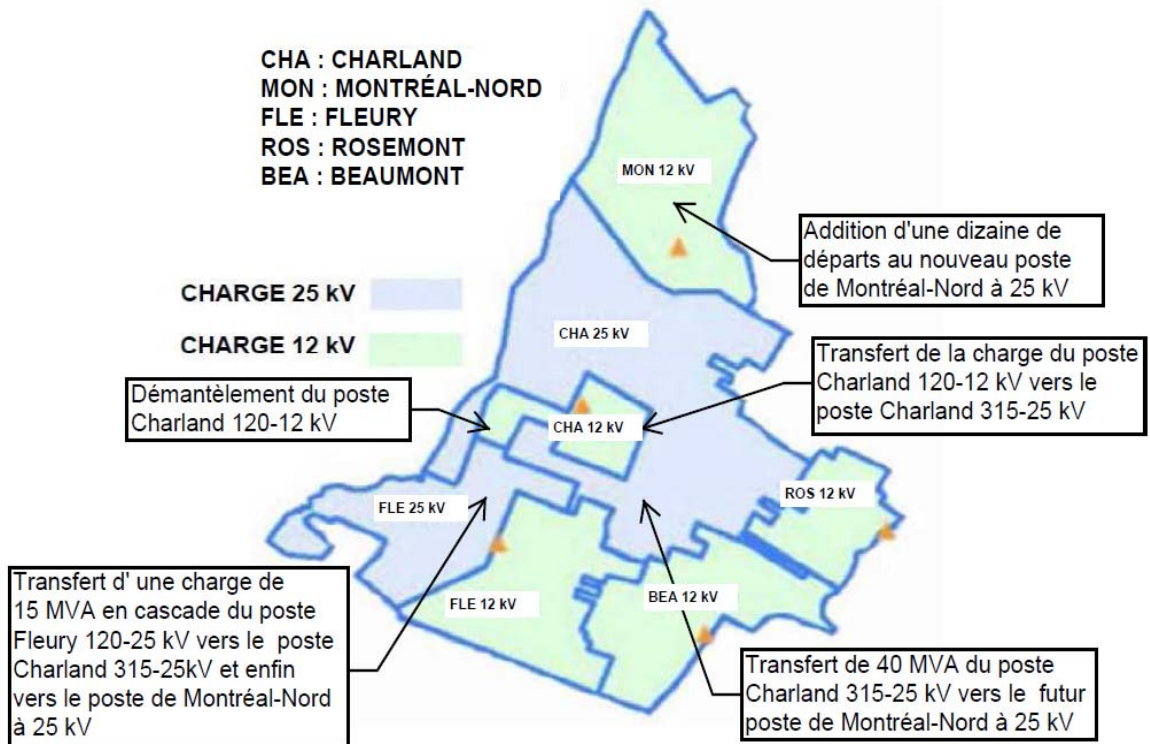 CHA : CHARLAND
MON : MONTRÉAL-NORD
FLE : FLEURY
ROS : ROSEMONT
BEA : BEAUMONT
MON 12 kV
Addition d'une dizaine de
départs au nouveau poste
de Montréal-Nord à 25 kV
CHARGE 25 kV
CHARGE 12 kV
CHA 25 kV
Transfert de la charge du poste
Charland 120-12 kV vers le
poste Charland 315-25 kV
Démantèlement du poste
Charland 120-12 kV
CHA 12 kV
ROS 12 kV
FLE 25 kV
Transfert d' une charge de
15 MVA en cascade du poste
Fleury 120-25 kV vers le poste
Charland 315-25kV et enfin
vers le poste de Montréal-Nord
à 25 kV
FLE 12 kV
BEA 12 kV
Transfert de 40 MVA du poste
Charland 315-25 kV vers le futur
poste de Montréal-Nord à 25 kV